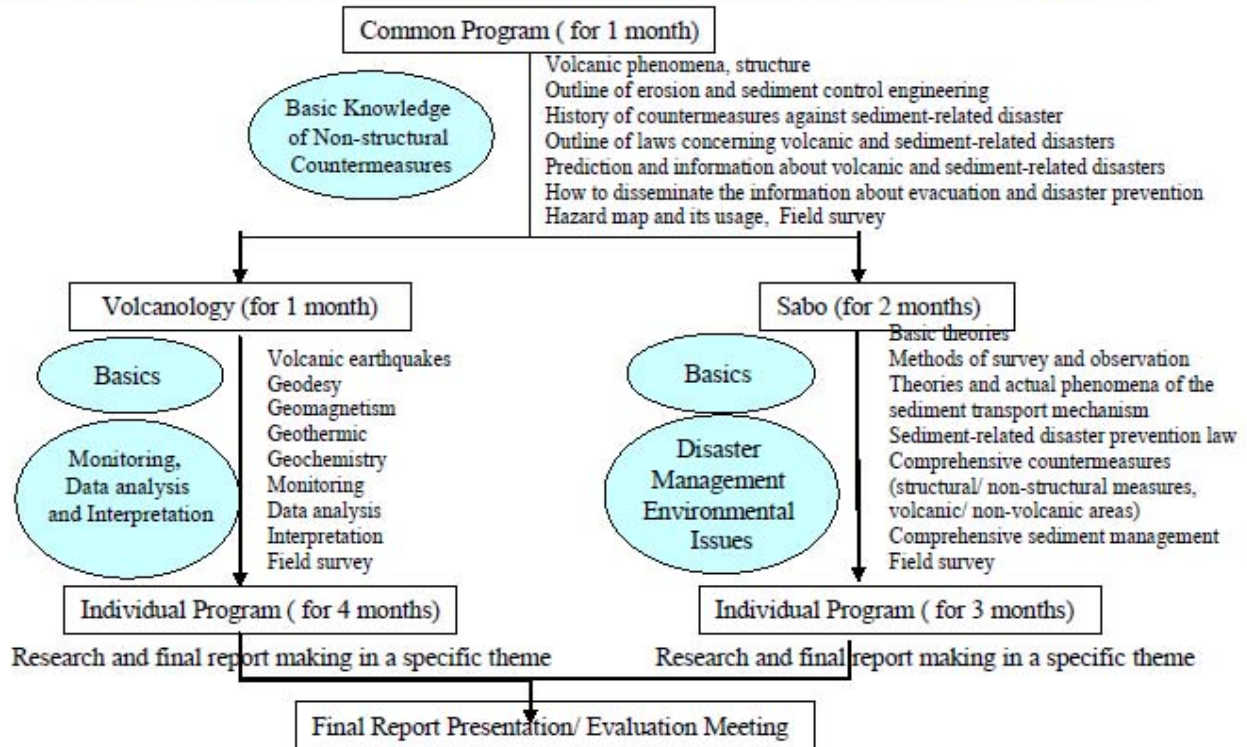 Common Program ( for 1 month)
Basic Knowledge
of Non-structural
Countermeasures
Volcanic phenomena, structure
Outline of erosion and sediment control engineering
History of countermeasures against sediment-related disaster
Outline of laws concerning volcanic and sediment-related disasters
Prediction and information about volcanic and sediment-related disasters
How to disseminate the information about evacuation and disaster prevention
Hazard map and its usage, Field survey
Volcanology (for 1 month)
Basics
Monitoring,
Data analysis
and Interpretation
Volcanic earthquakes
Geodesy
Geomagnetism
Geothermic
Geochemistry
Monitoring
Data analysis
Interpretation
Field survey
Individual Program ( for 4 months)
Research and final report making in a specific theme
Sabo (for 2 months)
Basics
Disaster
Management
Environmental
Issues
Basic theories
Methods of survey and observation
Theories and actual phenomena of the
sediment transport mechanism
Sediment-related disaster prevention law
Comprehensive countermeasures
(structural/ non-structural measures,
volcanic/ non-volcanic areas)
Comprehensive sediment management
Field survey
Individual Program ( for 3 months)
Research and final report making in a specific theme
Final Report Presentation/ Evaluation Meeting